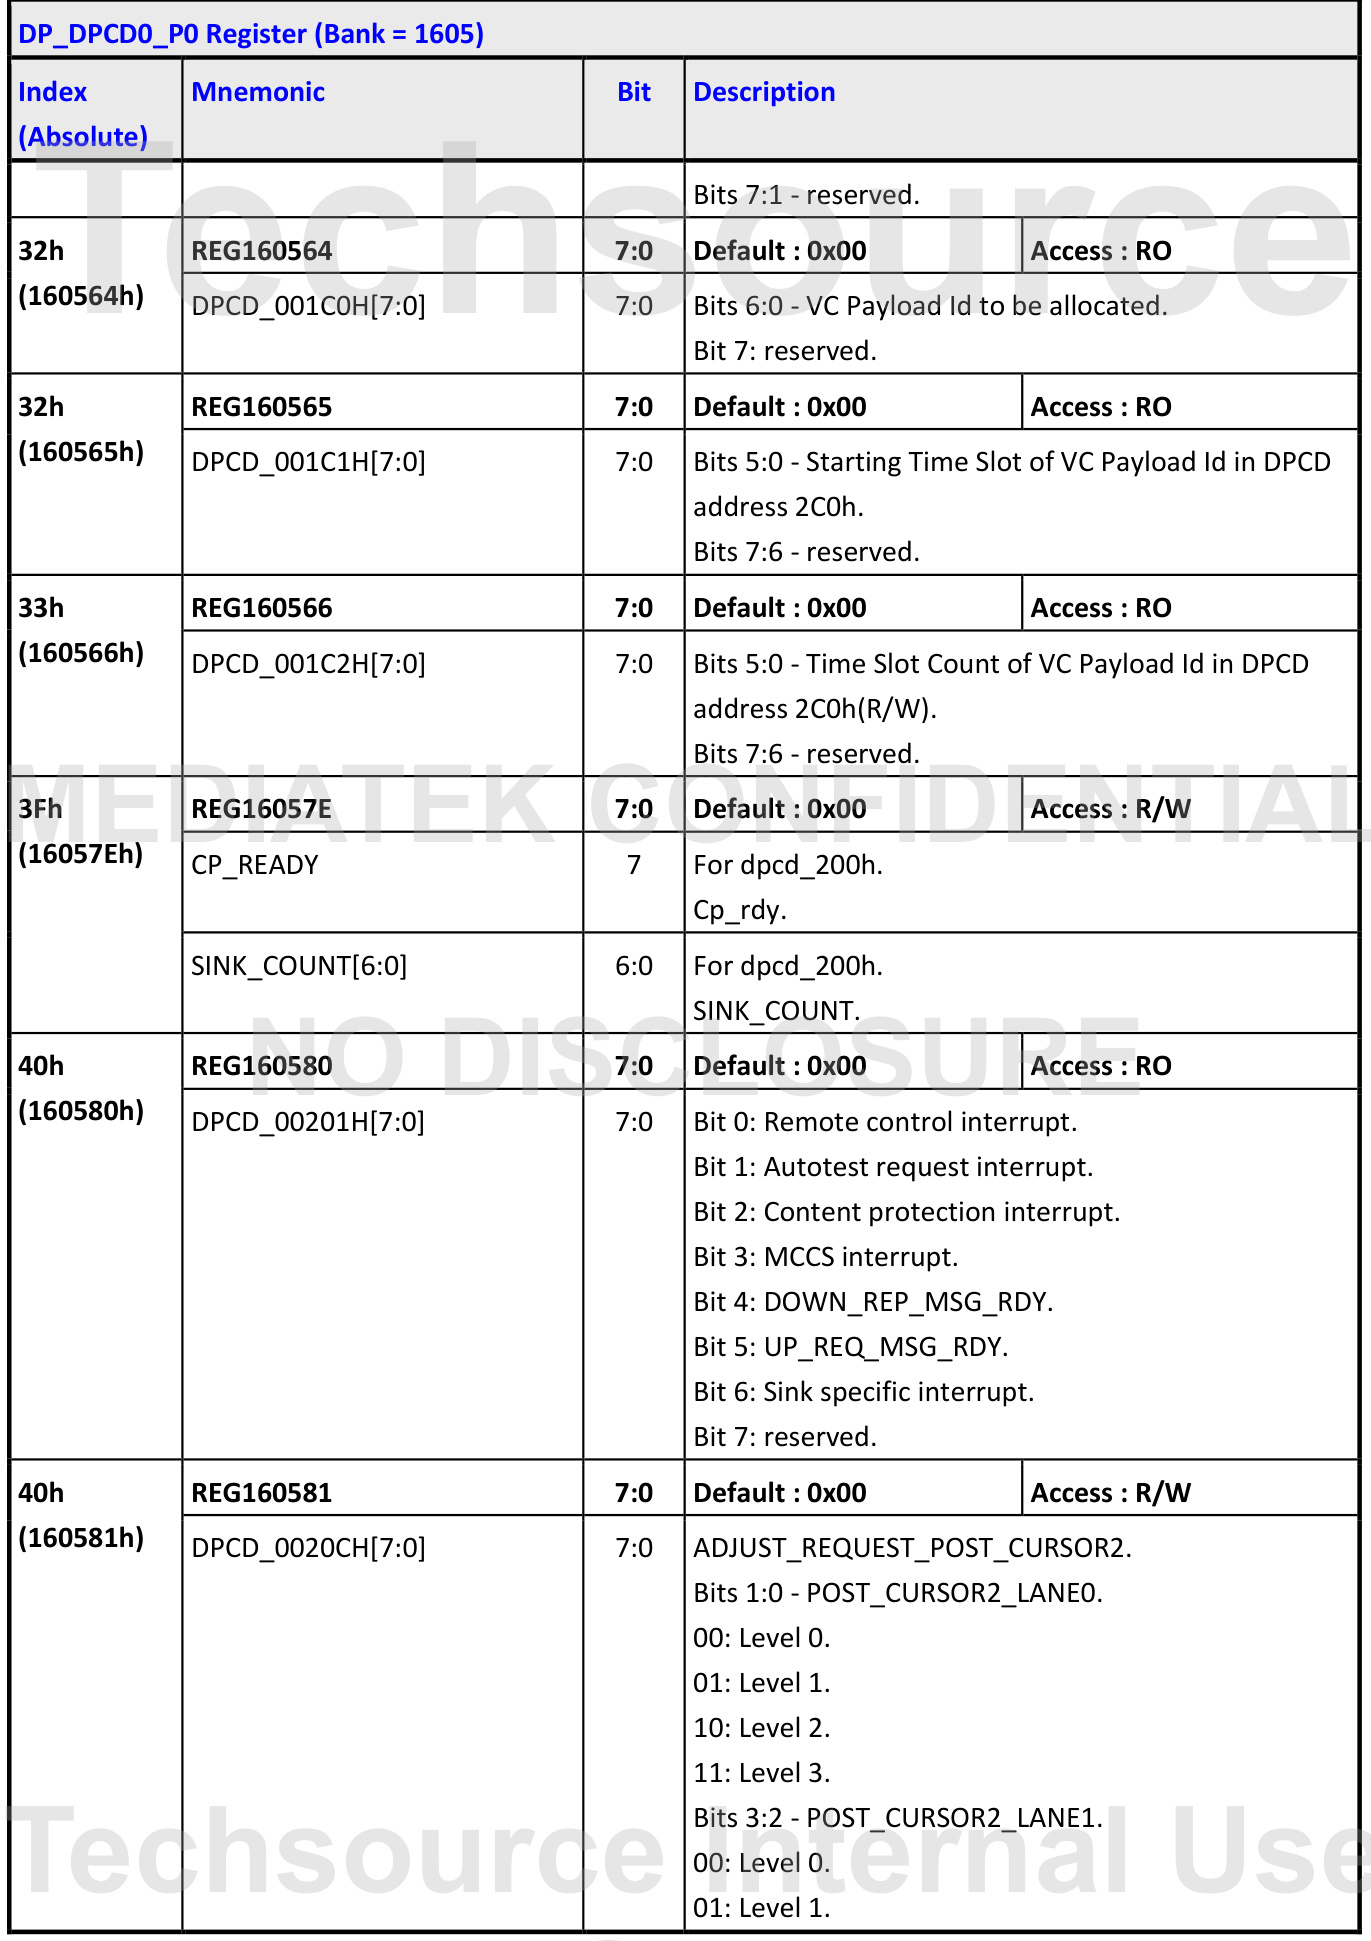 DP_DPCD0_P0 Register (Bank = 1605)
Index (Absolute) Mnemonic Bit Description
Bits 7:1 - reserved.
32h (160564h) REG160564 7:0 Default : 0x00 Access : RO
DPCD_001C0H[7:0] 7:0 Bits 6:0 - VC Payload Id to be allocated.
Bit 7: reserved.
32h (160565h) REG160565 7:0 Default : 0x00 Access : RO
DPCD_001C1H[7:0] 7:0 Bits 5:0 - Starting Time Slot of VC Payload Id in DPCD
address 2C0h.
Bits 7:6 - reserved.
33h (160566h) REG160566 7:0 Default : 0x00 Access : RO
DPCD_001C2H[7:0] 7:0 Bits 5:0 - Time Slot Count of VC Payload Id in DPCD
address 2C0h(R/W).
Bits 7:6 - reserved.
3Fh (16057Eh) REG16057E 7:0 Default : 0x00 Access : R/W
CP_READY 7 For dpcd_200h.
Cp_rdy.
SINK_COUNT[6:0] 6:0 For dpcd_200h.
SINK_COUNT.
40h (160580h) REG160580 7:0 Default : 0x00 Access : RO
DPCD_00201H[7:0] 7:0 Bit 0: Remote control interrupt.
Bit 1: Autotest request interrupt.
Bit 2: Content protection interrupt.
Bit 3: MCCS interrupt.
Bit 4: DOWN_REP_MSG_RDY.
Bit 5: UP_REQ_MSG_RDY.
Bit 6: Sink specific interrupt.
Bit 7: reserved.
40h (160581h) REG160581 7:0 Default : 0x00 Access : R/W
DPCD_0020CH[7:0] 7:0 ADJUST_REQUEST_POST_CURSOR2.
Bits 1:0 - POST_CURSOR2_LANE0.
00: Level 0.
01: Level 1.
10: Level 2.
11: Level 3.
Bits 3:2 - POST_CURSOR2_LANE1.
00: Level 0.
01: Level 1.
Techsource
MEDIATEK CONFIDENTIAL
NO DISCLOSURE
Techsource Internal Use